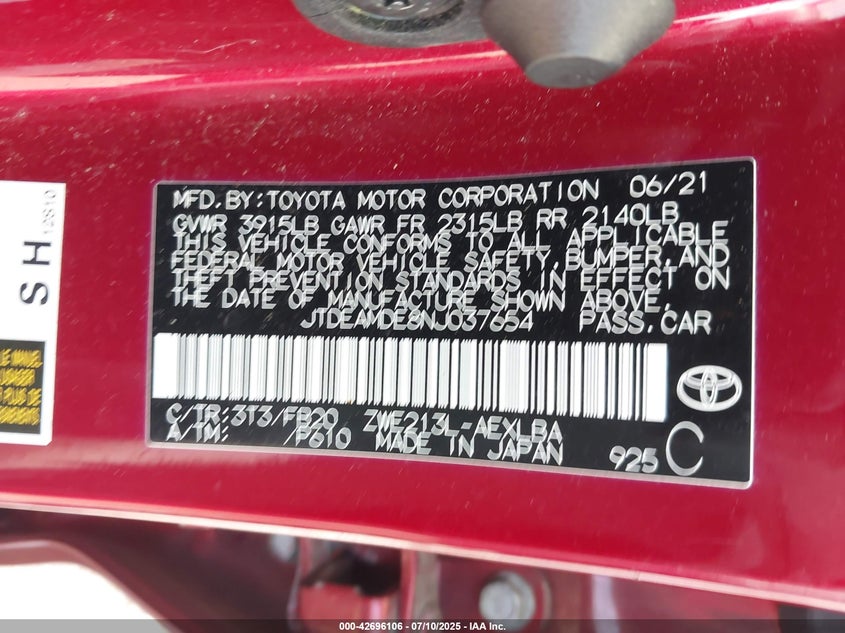 MFD. BY: TOYOTA MOTOR CORPORATION 06/21
GVWR 3915LB GAWR FR 2315LB RR 2140LB
THIS VEHICLE CONFORMS TO ALL APPLICABLE
FEDERAL MOTOR VEHICLE SAFETY, BUMPER, AND
THEFT PREVENTION STANDARDS IN EFFECT ON
THE DATE OF MANUFACTURE SHOWN ABOVE.
JTDEAMDE8NJ037654 PASS. CAR
C/TR: 3T3/FB20 ZWE213L-AEXLBA
A/TM: /P610 MADE IN JAPAN 925 C
SH
12810
000-42696106 | 07/10/2025 - IAA Inc.